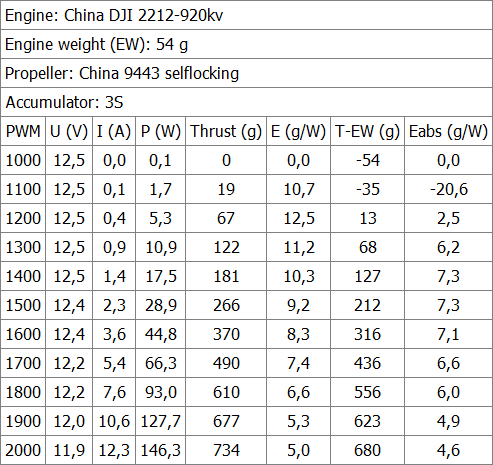 Engine: China DJI 2212-920kv
Engine weight (EW): 54 g
Propeller: China 9443 selflocking
Accumulator: 3S
PWM U (V) I (A) P (W) Thrust (g) E (g/W) T-EW (g) Eabs (g/W)
1000 12,5 0,0 0,1 0 0,0 -54 0,0
1100 12,5 0,1 1,7 19 10,7 -35 -20,6
1200 12,5 0,4 5,3 67 12,5 13 2,5
1300 12,5 0,9 10,9 122 11,2 68 6,2
1400 12,5 1,4 17,5 181 10,3 127 7,3
1500 12,4 2,3 28,9 266 9,2 212 7,3
1600 12,4 3,6 44,8 370 8,3 316 7,1
1700 12,2 5,4 66,3 490 7,4 436 6,6
1800 12,2 7,6 93,0 610 6,6 556 6,0
1900 12,0 10,6 127,7 677 5,3 623 4,9
2000 11,9 12,3 146,3 734 5,0 680 4,6